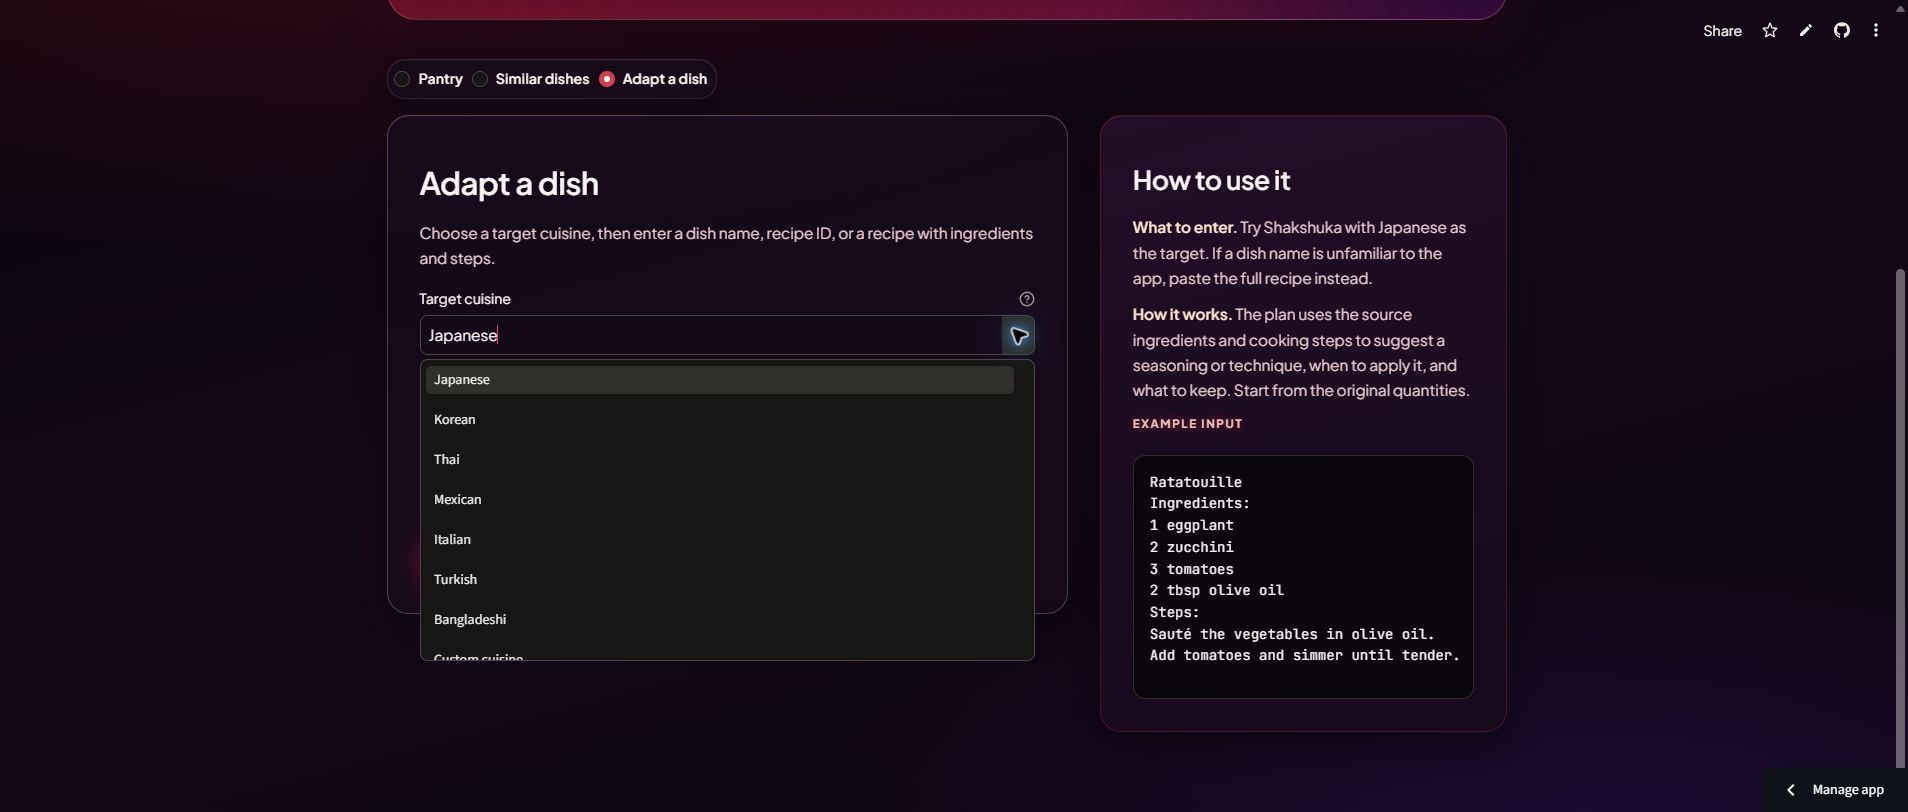 Share
Pantry Similar dishes Adapt a dish
Adapt a dish
Choose a target cuisine, then enter a dish name, recipe ID, or a recipe with ingredients
and steps.
Target cuisine
Japanese
Japanese
Korean
Thai
Mexican
Italian
Turkish
Bangladeshi
Custom cuisine
How to use it
What to enter. Try Shakshuka with Japanese as
the target. If a dish name is unfamiliar to the
app, paste the full recipe instead.
How it works. The plan uses the source
ingredients and cooking steps to suggest a
seasoning or technique, when to apply it, and
what to keep. Start from the original quantities.
EXAMPLE INPUT
Ratatouille
Ingredients:
1 eggplant
2 zucchini
3 tomatoes
2 tbsp olive oil
Steps:
Sauté the vegetables in olive oil.
Add tomatoes and simmer until tender.
Manage app